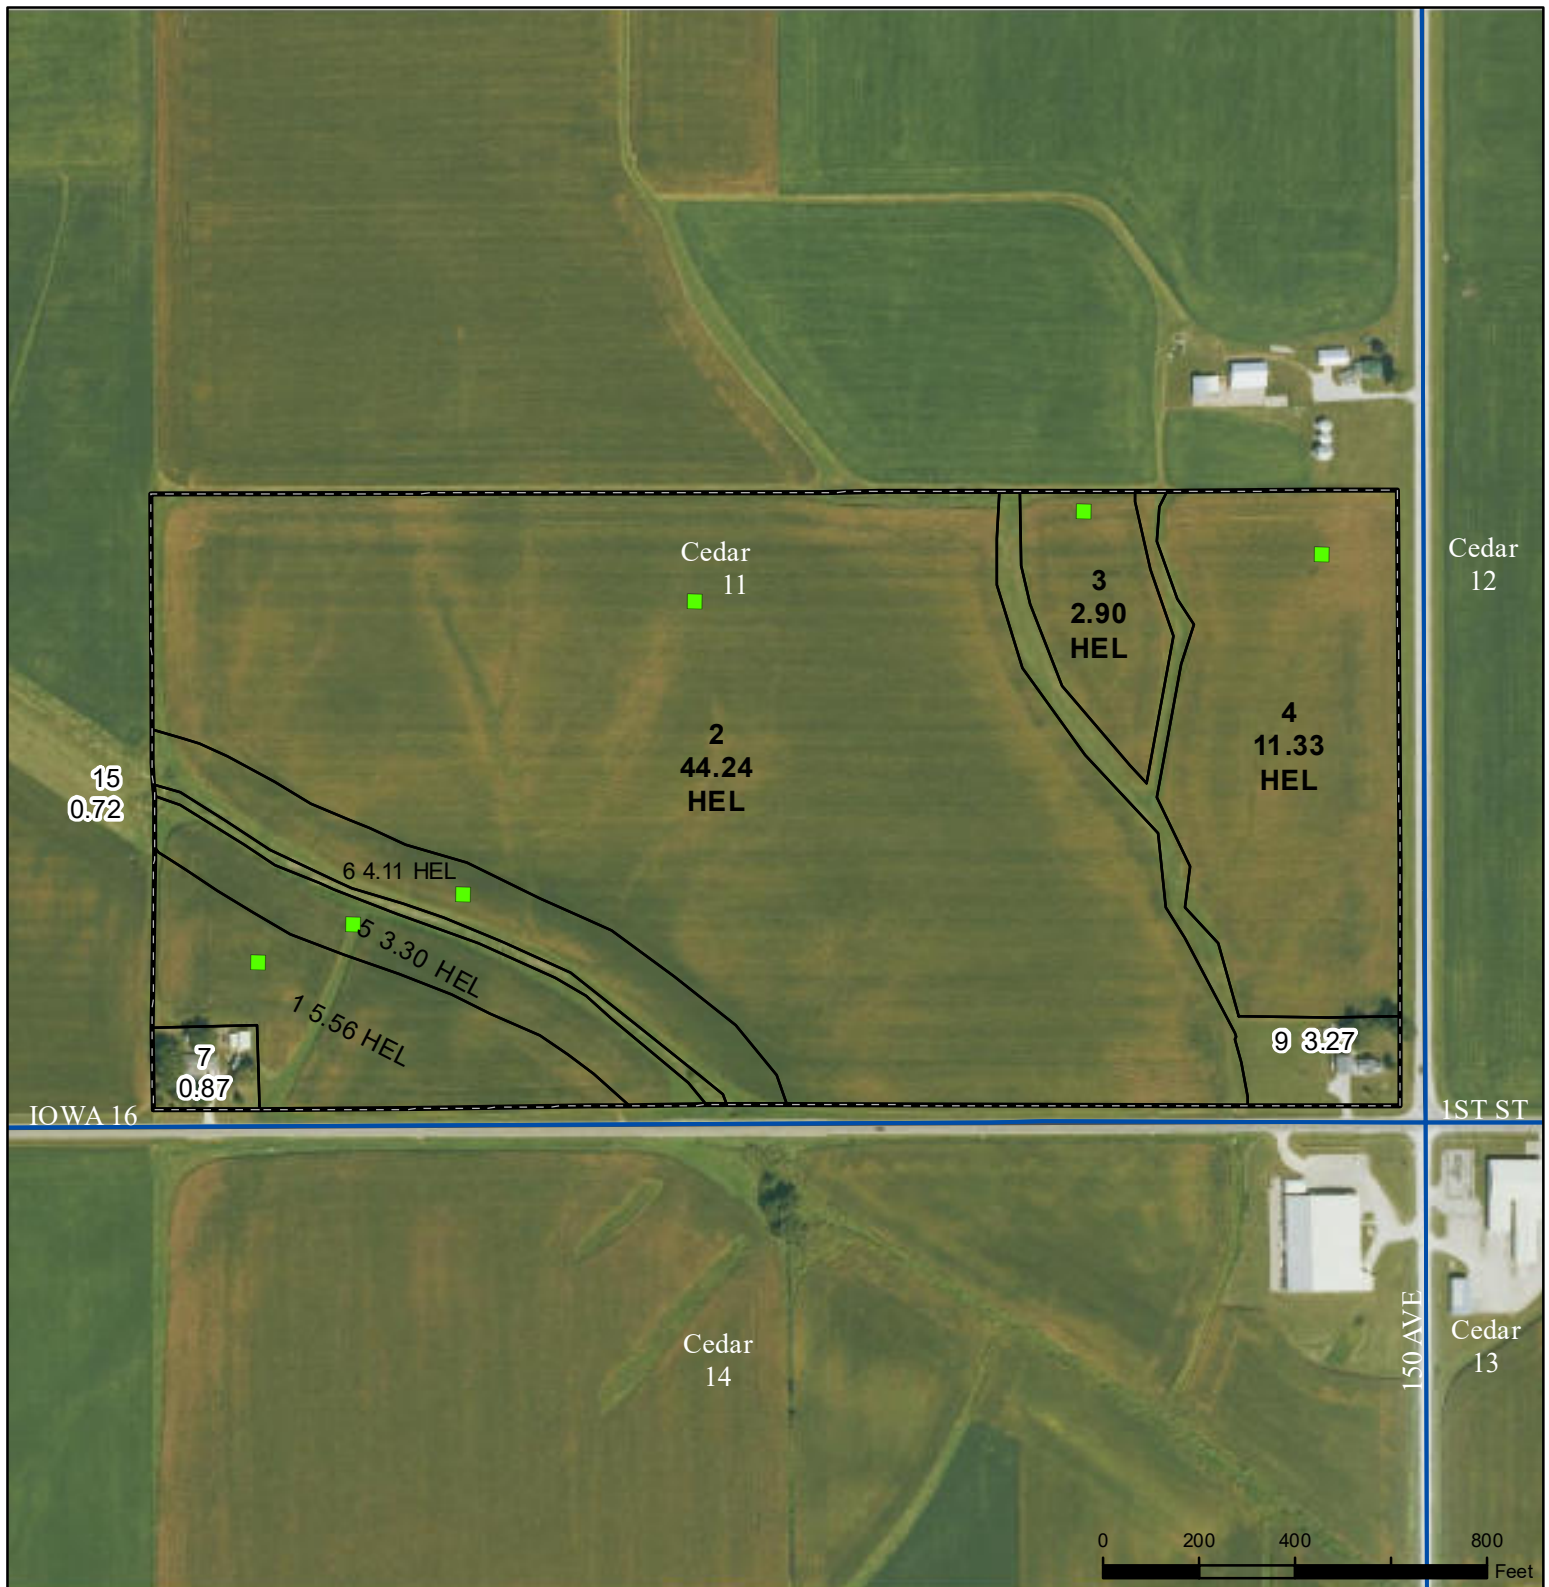 Cedar
11
Cedar
12
3
2.90
HEL
4
11.33
HEL
2
44.24
HEL
15
0.72
6 4.11 HEL
5 3.30 HEL
1 5.56 HEL
7
0.87
9 3.27
IOWA 16
1ST ST
150 AVE
Cedar
14
Cedar
13
0 200 400 800
Feet